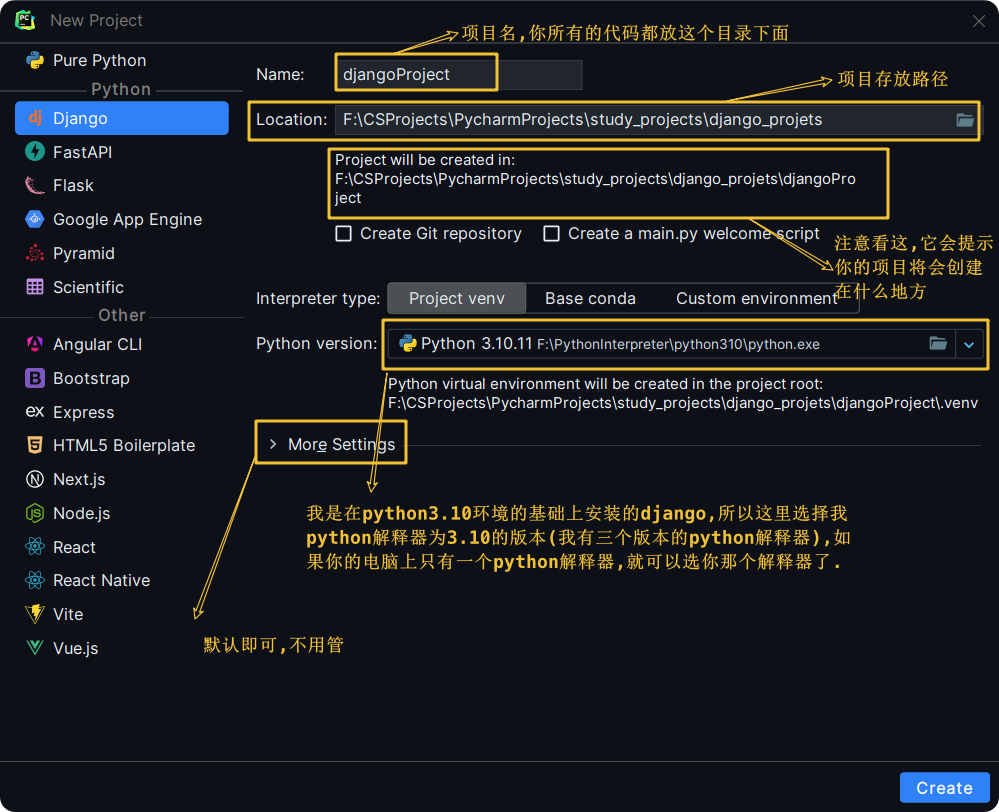 New Project
项目名,你所有的代码都放这个目录下面
Pure Python
Name:
djangoProject
项目存放路径
Python
Django
Location:
F:\CSProjects\PycharmProjects\study_projects\django_projets
FastAPI
Project will be created in:
F:\CSProjects\PycharmProjects\study_projects\django_projets\djangoPro
ject
Flask
Google App Engine
Create Git repository
Create a main.py welcome script
注意看这,它会提示
你的项目将会创建
在什么地方
Pyramid
Scientific
Interpreter type:
Project venv
Base conda
Custom environment
Other
Angular CLI
Python version:
Python 3.10.11 F:\PythonInterpreter\python310\python.exe
Bootstrap
Python virtual environment will be created in the project root:
F:\CSProjects\PycharmProjects\study_projects\django_projets\djangoProject\.venv
Express
HTML5 Boilerplate
More Settings
Next.js
Node.js
我是在python3.10环境的基础上安装的django,所以这里选择我
python解释器为3.10的版本(我有三个版本的python解释器),如
果你的电脑上只有一个python解释器,就可以选你那个解释器了.
React
React Native
Vite
Vue.js
默认即可,不用管
Create